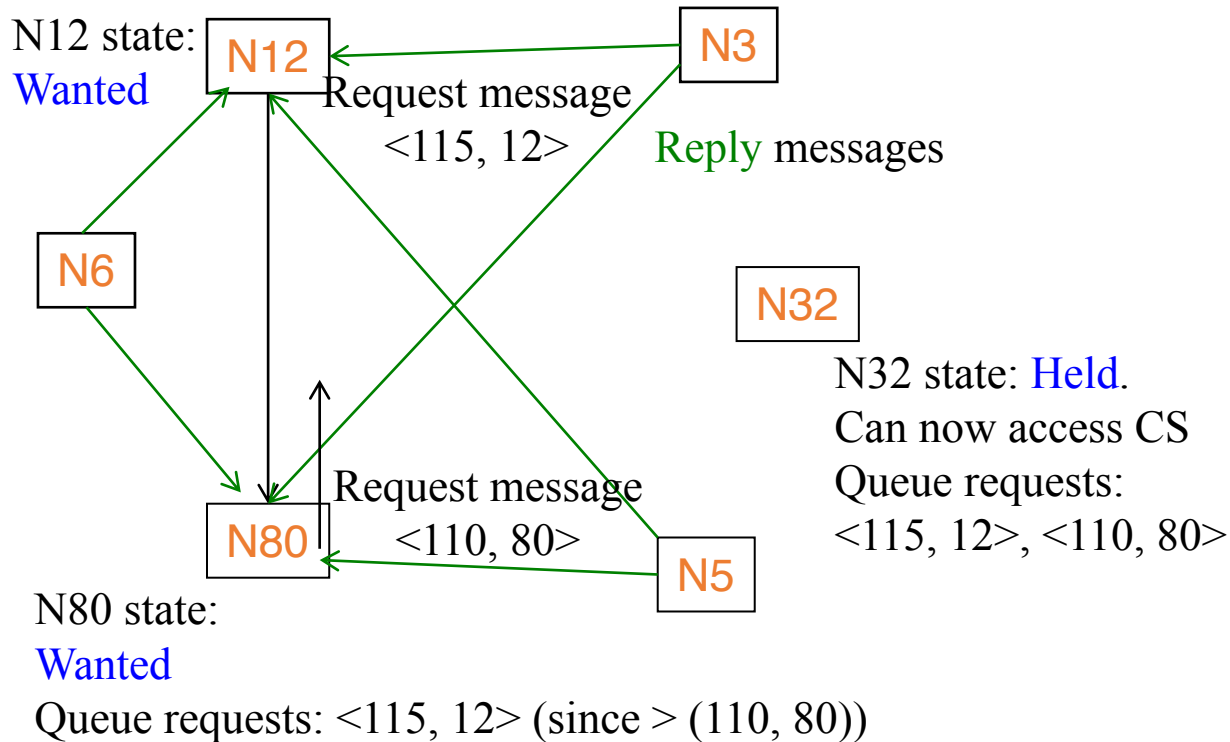 N12 state:
Wanted
N12
N3
Request message
<115, 12>
Reply messages
N6
N32
N32 state: Held.
Can now access CS
Queue requests:
<115, 12>, <110, 80>
Request message
<110, 80>
N80
N5
N80 state:
Wanted
Queue requests: <115, 12> (since > (110, 80))